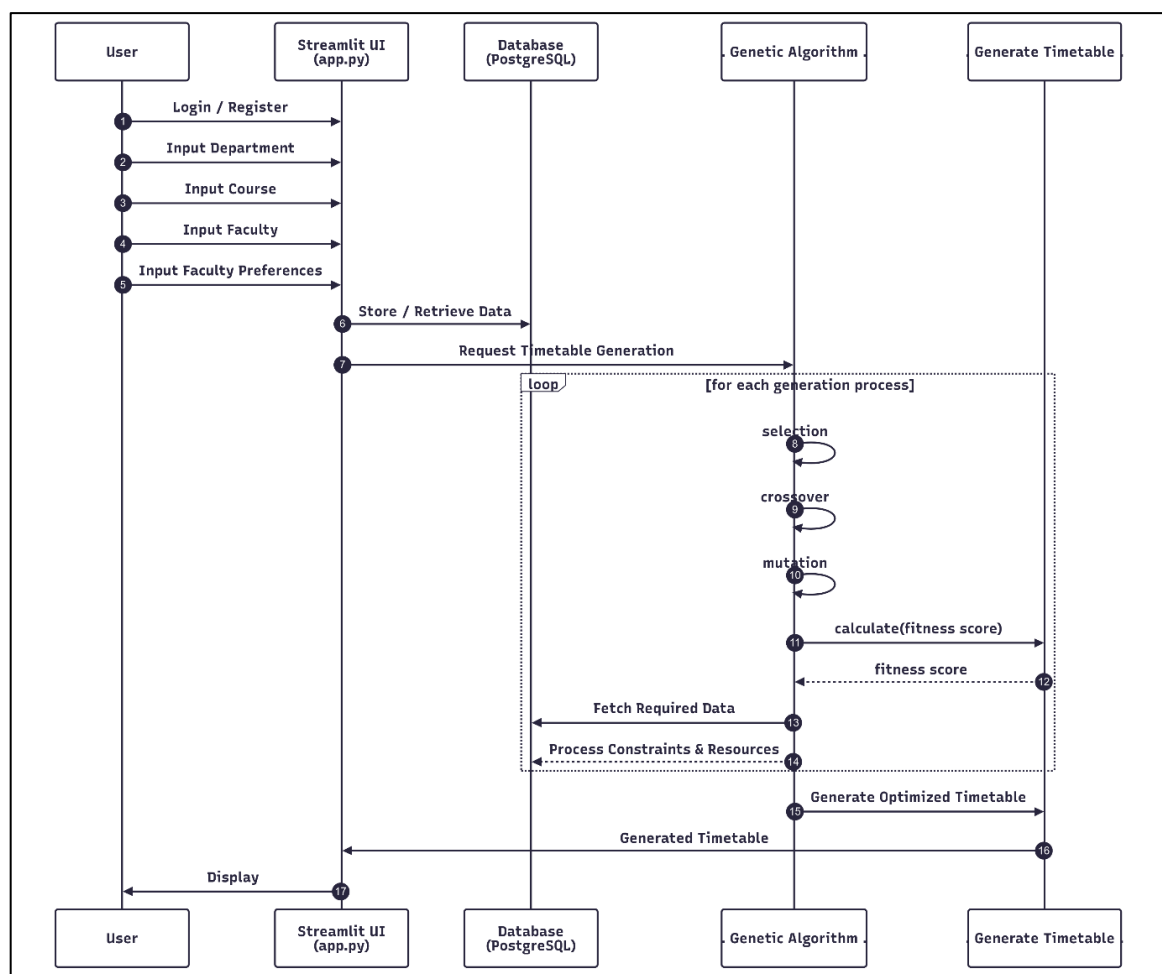 User
Streamlit UI
(app.py)
Database
(PostgreSQL)
. Genetic Algorithm .
. Generate Timetable .
Login / Register
1
Input Department
2
Input Course
3
Input Faculty
4
Input Faculty Preferences
5
Store / Retrieve Data
6
Request Timetable Generation
7
loop
[for each generation process]
selection
8
crossover
9
mutation
10
calculate(fitness score)
11
fitness score
12
Fetch Required Data
13
Process Constraints & Resources
14
Generate Optimized Timetable
15
Generated Timetable
16
Display
17
User
Streamlit UI
(app.py)
Database
(PostgreSQL)
. Genetic Algorithm .
. Generate Timetable .